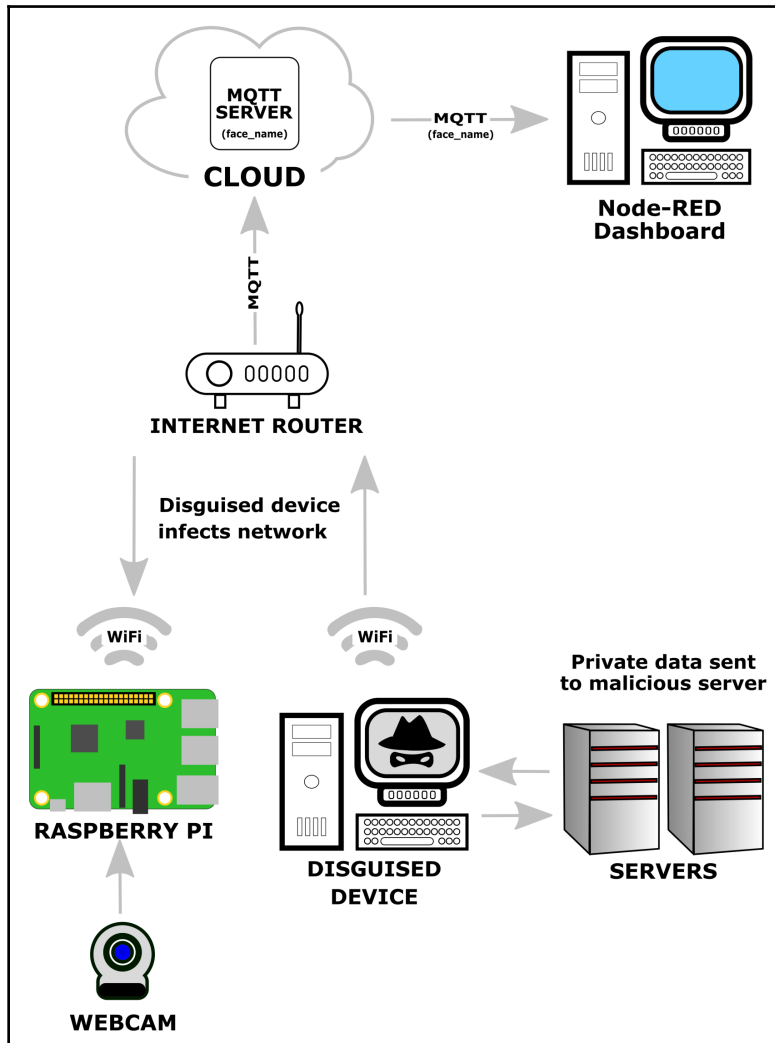 MQTT
SERVER
(face_name)
CLOUD
MQTT
(face_name)
Node-RED
Dashboard
MQTT
INTERNET ROUTER
Disguised device
infects network
WiFi
WiFi
Private data sent
to malicious server
RASPBERRY PI
DISGUISED
DEVICE
SERVERS
WEBCAM